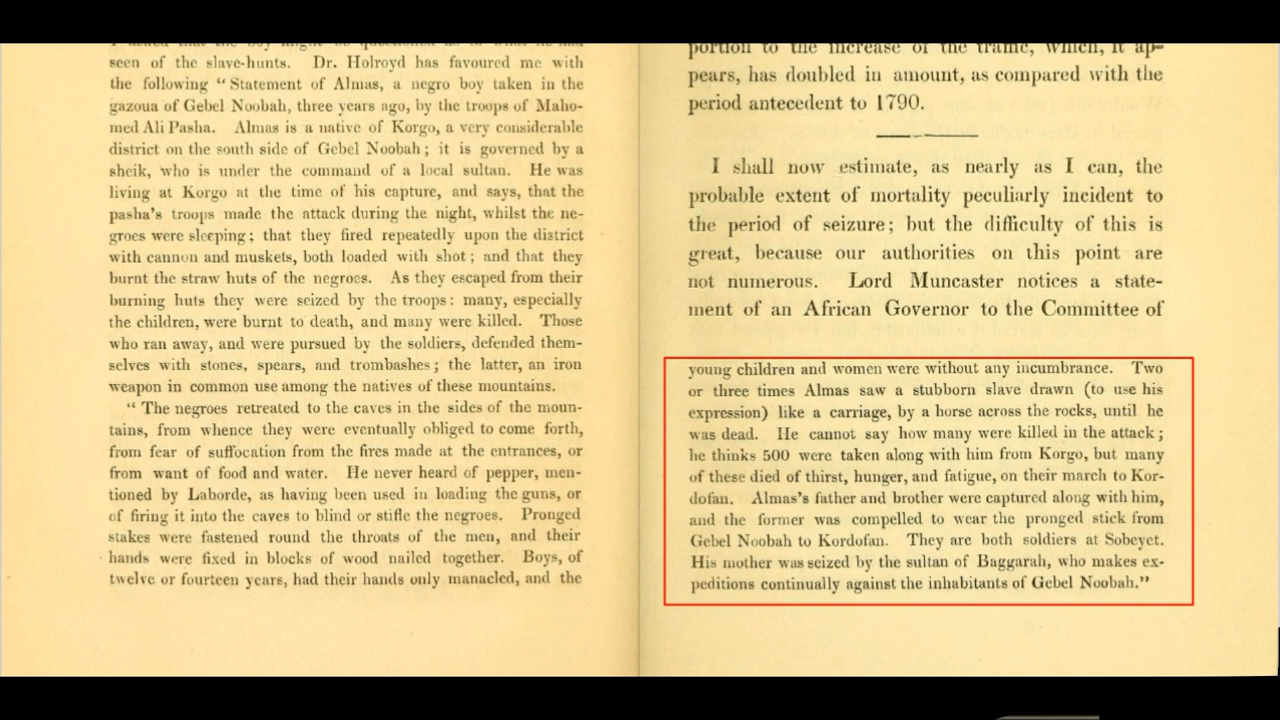 I asked that the boy might be questioned as to what he had
seen of the slave-hunts. Dr. Holroyd has favoured me with
the following “Statement of Almas, a negro boy taken in the
gazoua of Gebel Noobah, three years ago, by the troops of Maho-
med Ali Pasha. Almas is a native of Korgo, a very considerable
district on the south side of Gebel Noobah; it is governed by a
sheik, who is under the command of a local sultan. He was
living at Korgo at the time of his capture, and says, that the
pasha's troops made the attack during the night, whilst the ne-
groes were sleeping; that they fired repeatedly upon the district
with cannon and muskets, both loaded with shot; and that they
burnt the straw huts of the negroes. As they escaped from their
burning huts they were seized by the troops: many, especially
the children, were burnt to death, and many were killed. Those
who ran away, and were pursued by the soldiers, defended them-
selves with stones, spears, and trombashes; the latter, an iron
weapon in common use among the natives of these mountains.
“The negroes retreated to the caves in the sides of the moun-
tains, from whence they were eventually obliged to come forth,
from fear of suffocation from the fires made at the entrances, or
from want of food and water. He never heard of pepper, men-
tioned by Laborde, as having been used in loading the guns, or
of firing it into the caves to blind or stifle the negroes. Pronged
stakes were fastened round the throats of the men, and their
hands were fixed in blocks of wood nailed together. Boys, of
twelve or fourteen years, had their hands only manacled, and the
portion to the increase of the traffic, which, it ap-
pears, has doubled in amount, as compared with the
period antecedent to 1790.
I shall now estimate, as nearly as I can, the
probable extent of mortality peculiarly incident to
the period of seizure; but the difficulty of this is
great, because our authorities on this point are
not numerous. Lord Muncaster notices a state-
ment of an African Governor to the Committee of
young children and women were without any incumbrance. Two
or three times Almas saw a stubborn slave drawn (to use his
expression) like a carriage, by a horse across the rocks, until he
was dead. He cannot say how many were killed in the attack;
he thinks 500 were taken along with him from Korgo, but many
of these died of thirst, hunger, and fatigue, on their march to Kor-
dofan. Almas's father and brother were captured along with him,
and the former was compelled to wear the pronged stick from
Gebel Noobah to Kordofan. They are both soldiers at Sobeyet.
His mother was seized by the sultan of Baggarah, who makes ex-
peditions continually against the inhabitants of Gebel Noobah.”